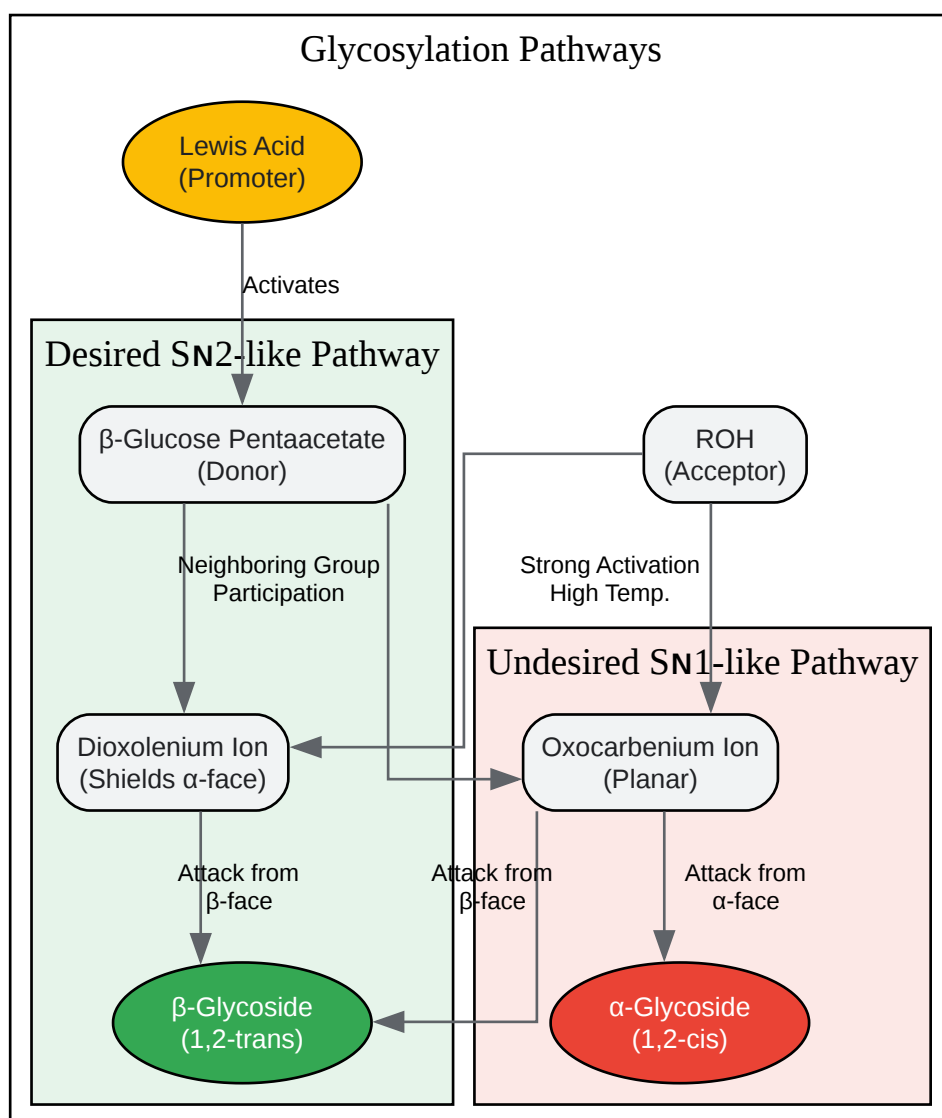 Glycosylation Pathways
Lewis Acid
(Promoter)
Activates
Desired SN2-like Pathway
β-Glucose Pentaacetate
(Donor)
ROH
(Acceptor)
Neighboring Group
Participation
Strong Activation
High Temp.
Undesired SN1-like Pathway
Dioxolenium Ion
(Shields α-face)
Oxocarbenium Ion
(Planar)
Attack from
β-face
Attack from
β-face
Attack from
α-face
β-Glycoside
(1,2-trans)
α-Glycoside
(1,2-cis)